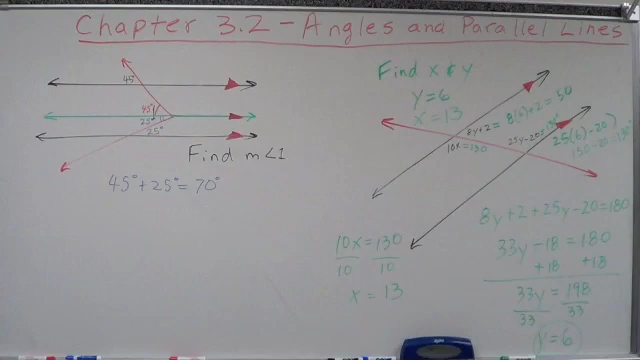 Chapter 3.2 - Angles and Parallel Lines
45°
45°
25°
1
25°
Find m<1
45° + 25° = 70°
Find x & y
y = 6
x = 13
8y+2 = 8(6)+2 = 50
10x = 130
25y-20 = 130°
25(6)-20)
150-20=130°
10x = 130
10 10
x = 13
8y + 2 + 25y - 20 = 180
33y - 18 = 180
+18 +18
33y = 198
33 33
y = 6